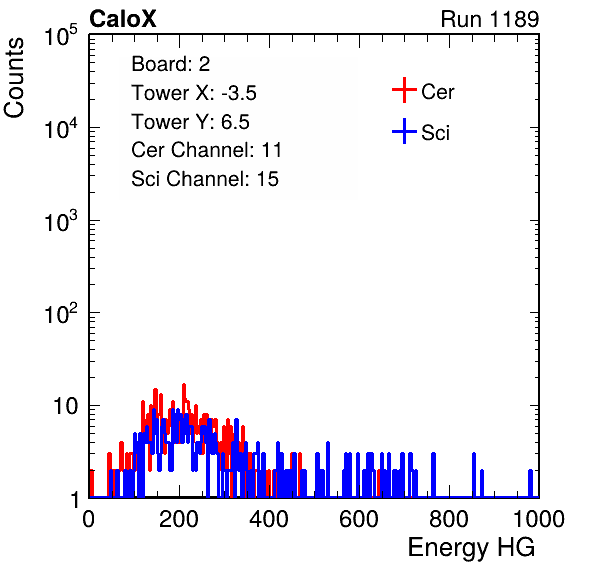 CaloX Run 1189
Counts
Board: 2
Tower X: -3.5
Tower Y: 6.5
Cer Channel: 11
Sci Channel: 15
Cer
Sci
10^5
10^4
10^3
10^2
10
1
0 200 400 600 800 1000
Energy HG